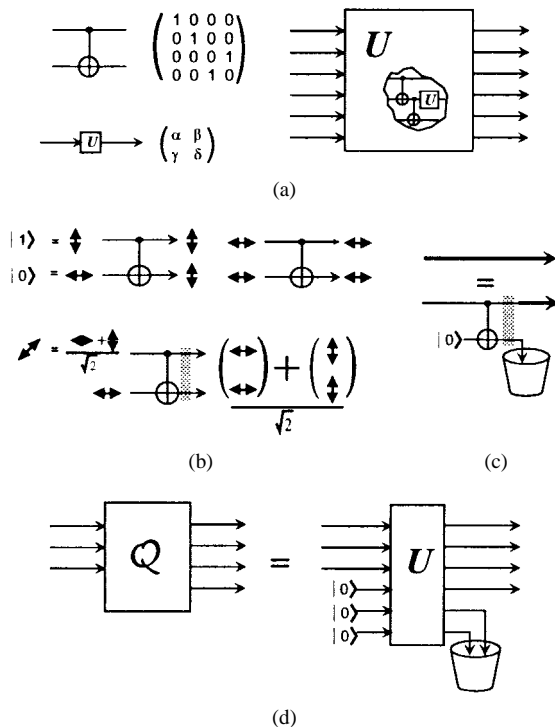 1 0 0 0
0 1 0 0
0 0 0 1
0 0 1 0
U
U
U
α β
γ δ
(a)
|1⟩ =
|0⟩ =
= + / √2
+
√2
(b)
=
|0⟩
(c)
Q = U
|0⟩
|0⟩
|0⟩
(d)